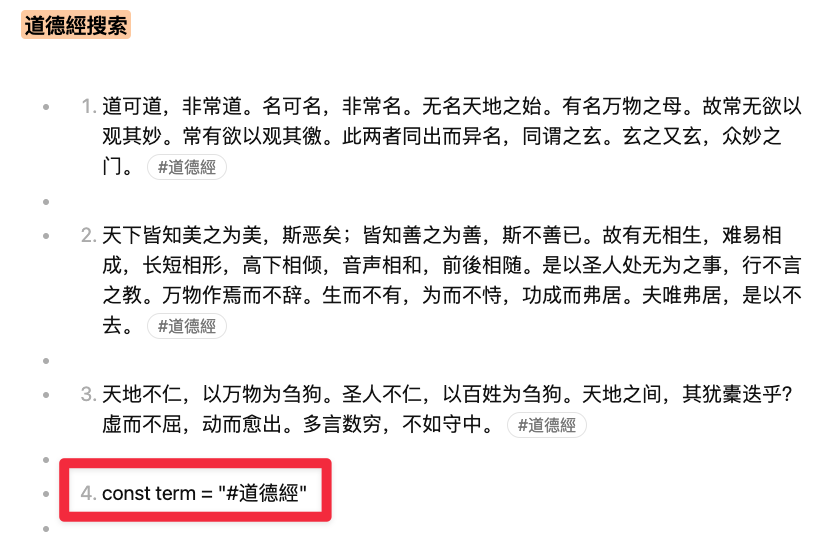 道德經搜索
1. 道可道，非常道。名可名，非常名。无名天地之始。有名万物之母。故常无欲以
观其妙。常有欲以观其徼。此两者同出而异名，同谓之玄。玄之又玄，众妙之
门。 #道德經
2. 天下皆知美之为美，斯恶矣；皆知善之为善，斯不善已。故有无相生，难易相
成，长短相形，高下相倾，音声相和，前後相随。是以圣人处无为之事，行不言
之教。万物作焉而不辞。生而不有，为而不恃，功成而弗居。夫唯弗居，是以不
去。 #道德經
3. 天地不仁，以万物为刍狗。圣人不仁，以百姓为刍狗。天地之间，其犹橐迭乎？
虚而不屈，动而愈出。多言数穷，不如守中。 #道德經
4. const term = "#道德經"